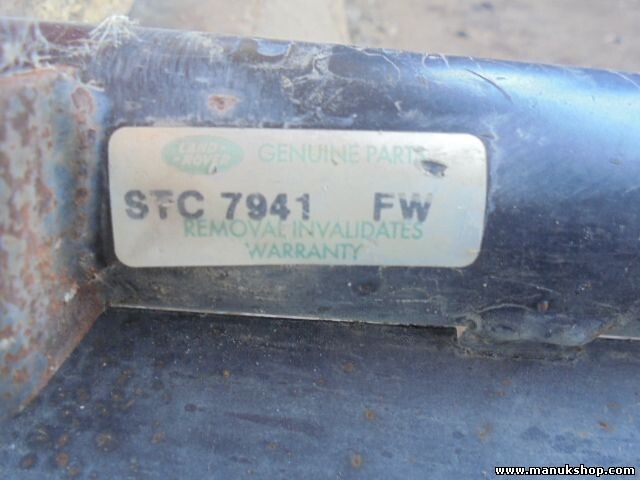 LAND-
-ROVER
GENUINE PARTS
STC 7941 FW
REMOVAL INVALIDATES
WARRANTY
www.manukshop.com